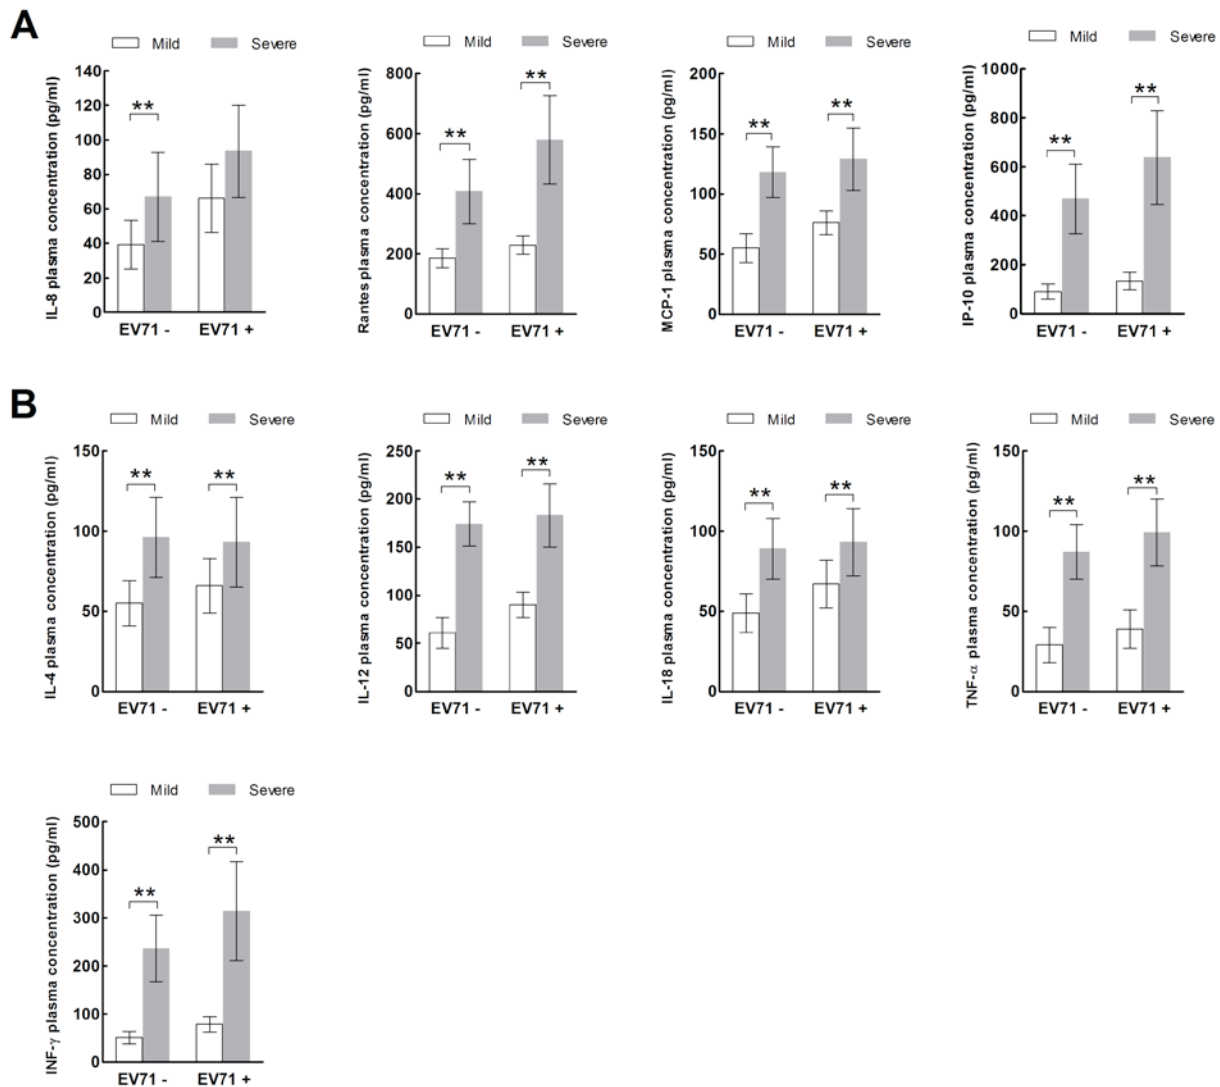 A
Mild Severe
IL-8 plasma concentration (pg/ml)
140
120
100
80
60
40
20
0
**
EV71 - EV71 +
Mild Severe
Rantes plasma concentration (pg/ml)
800
600
400
200
0
**
**
EV71 - EV71 +
Mild Severe
MCP-1 plasma concentration (pg/ml)
200
150
100
50
0
**
**
EV71 - EV71 +
Mild Severe
IP-10 plasma concentration (pg/ml)
1000
800
600
400
200
0
**
**
EV71 - EV71 +
B
Mild Severe
IL-4 plasma concentration (pg/ml)
150
100
50
0
** **
EV71 - EV71 +
Mild Severe
IL-12 plasma concentration (pg/ml)
250
200
150
100
50
0
**
**
EV71 - EV71 +
Mild Severe
IL-18 plasma concentration (pg/ml)
150
100
50
0
**
**
EV71 - EV71 +
Mild Severe
TNF-α plasma concentration (pg/ml)
150
100
50
0
**
**
EV71 - EV71 +
Mild Severe
INF-γ plasma concentration (pg/ml)
500
400
300
200
100
0
**
**
EV71 - EV71 +